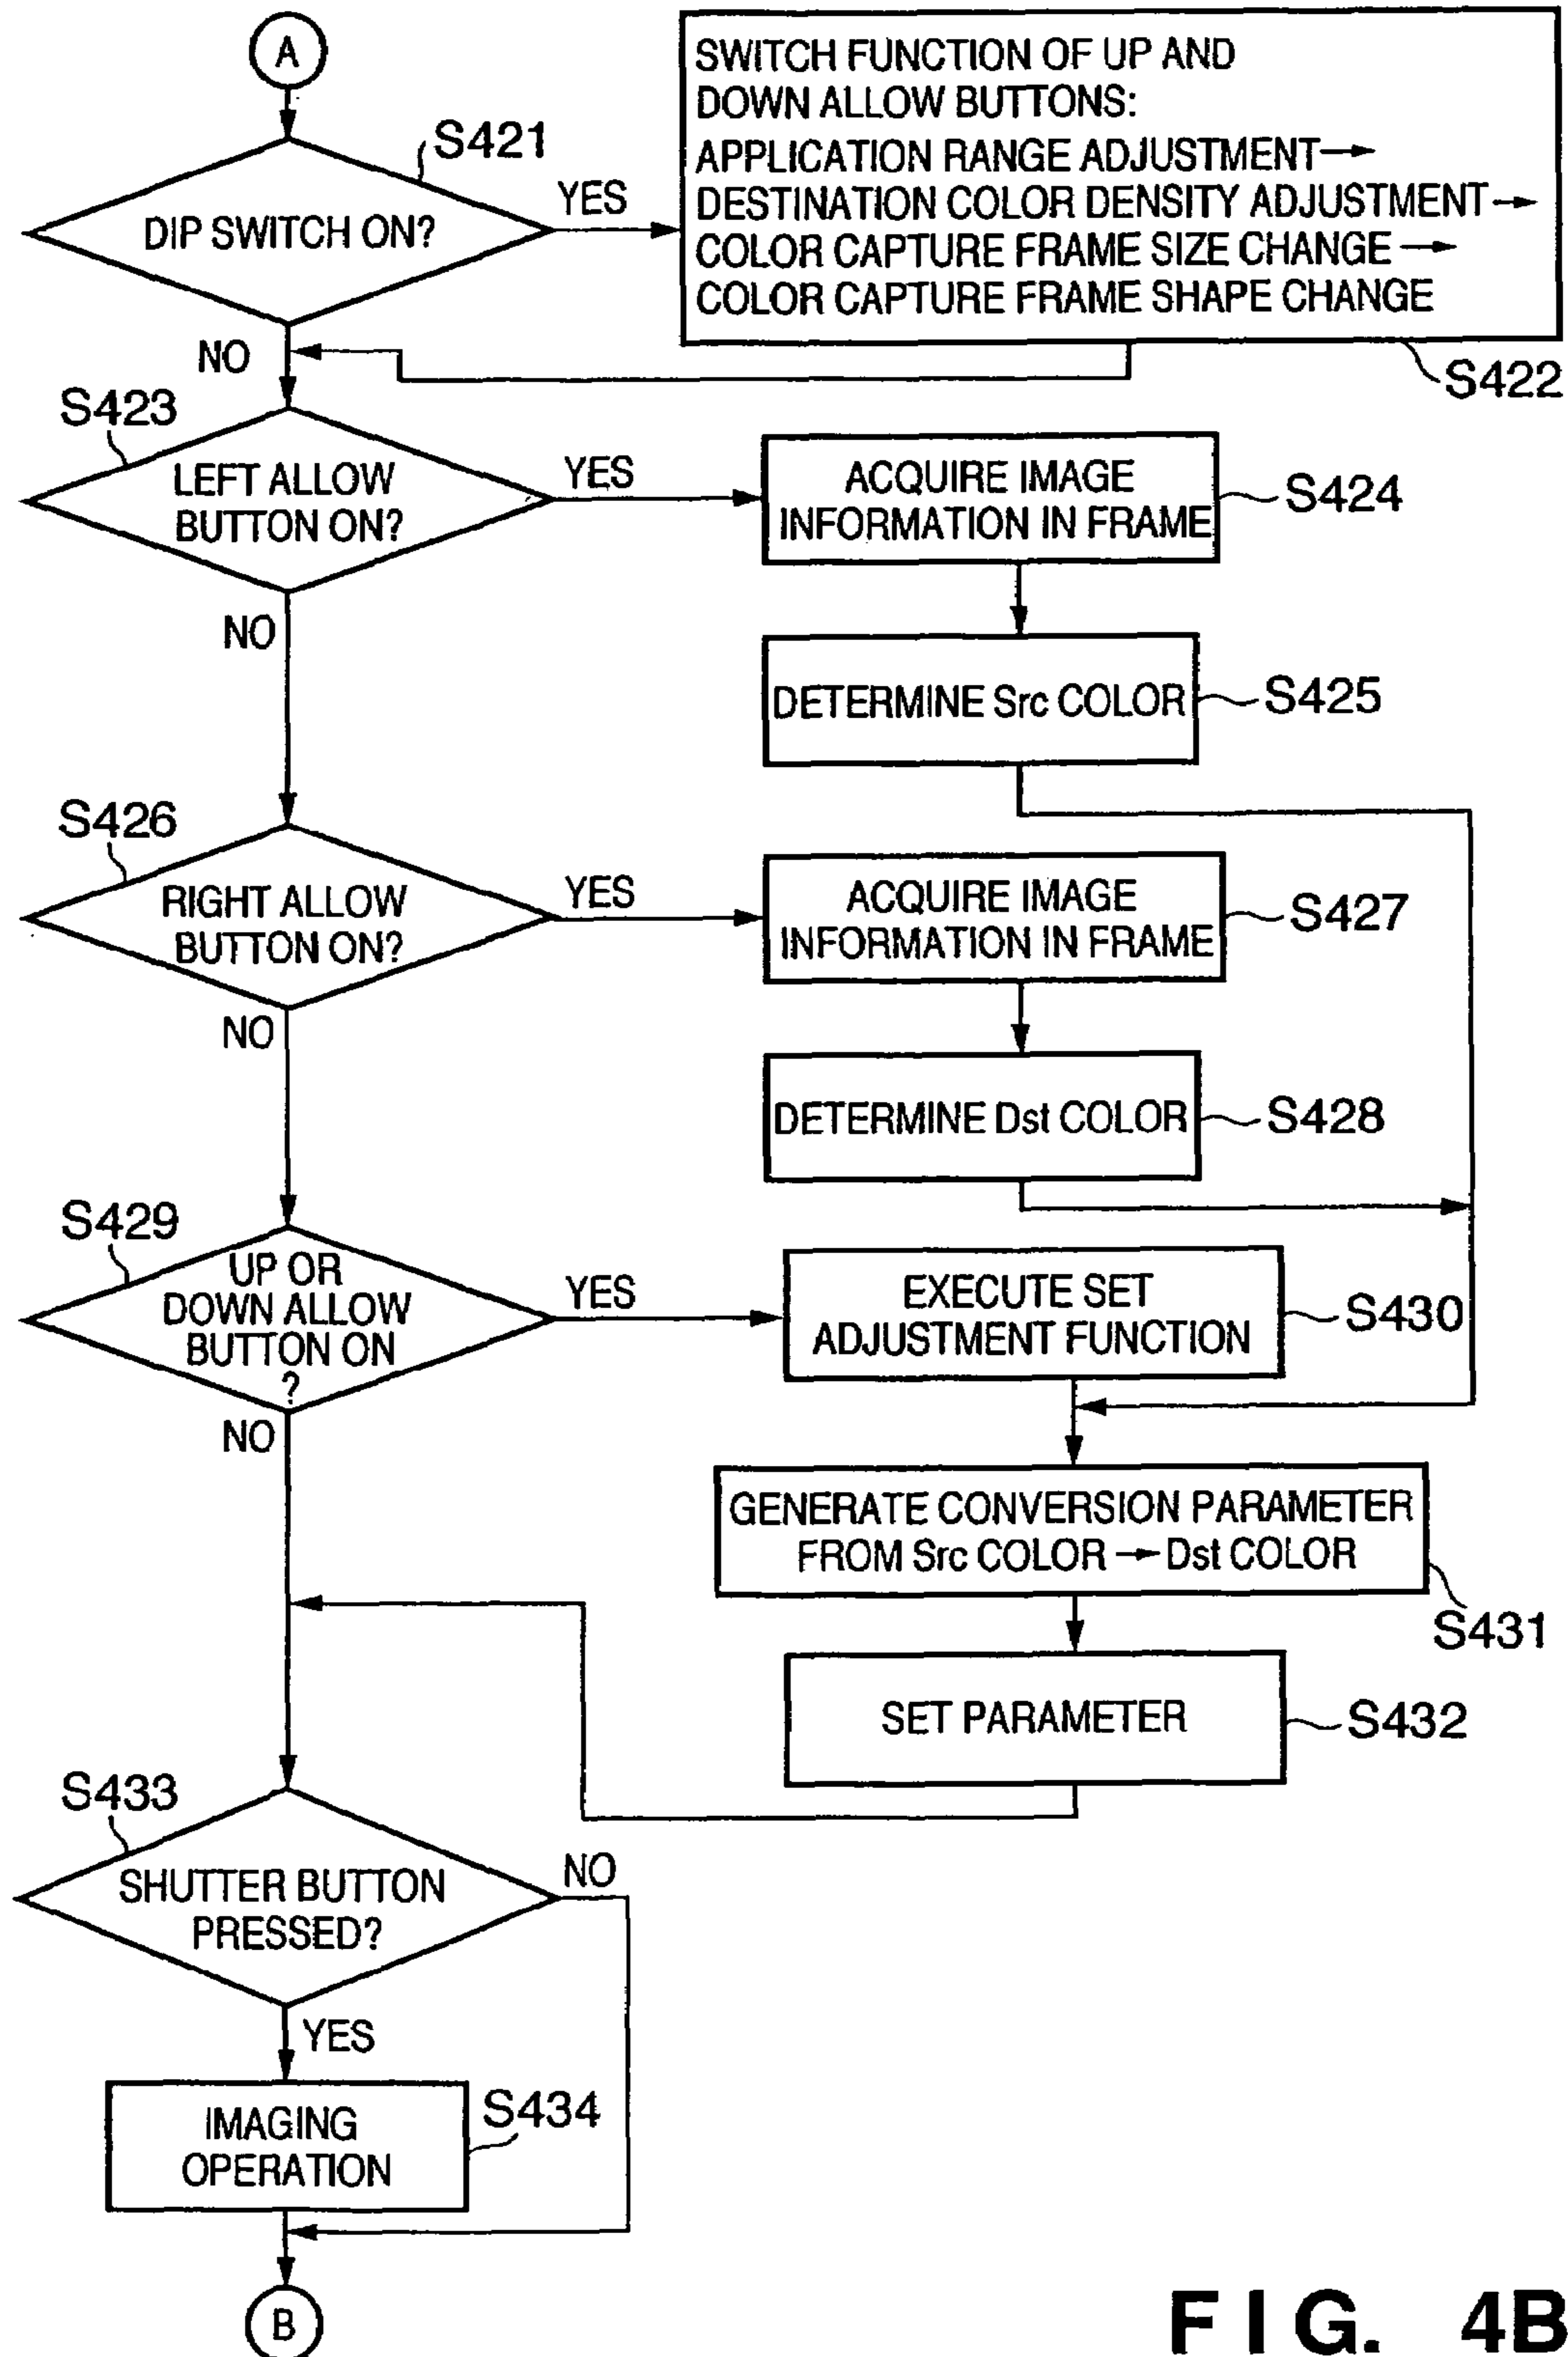 A
SWITCH FUNCTION OF UP AND
DOWN ALLOW BUTTONS:
APPLICATION RANGE ADJUSTMENT→
DESTINATION COLOR DENSITY ADJUSTMENT→
COLOR CAPTURE FRAME SIZE CHANGE→
COLOR CAPTURE FRAME SHAPE CHANGE
S421
DIP SWITCH ON?
YES
NO
S422
S423
LEFT ALLOW
BUTTON ON?
YES
NO
ACQUIRE IMAGE
INFORMATION IN FRAME
S424
DETERMINE Src COLOR
S425
S426
RIGHT ALLOW
BUTTON ON?
YES
NO
ACQUIRE IMAGE
INFORMATION IN FRAME
S427
DETERMINE Dst COLOR
S428
S429
UP OR
DOWN ALLOW
BUTTON ON
?
YES
NO
EXECUTE SET
ADJUSTMENT FUNCTION
S430
GENERATE CONVERSION PARAMETER
FROM Src COLOR→Dst COLOR
S431
SET PARAMETER
S432
S433
SHUTTER BUTTON
PRESSED?
NO
YES
IMAGING
OPERATION
S434
B
FIG. 4B